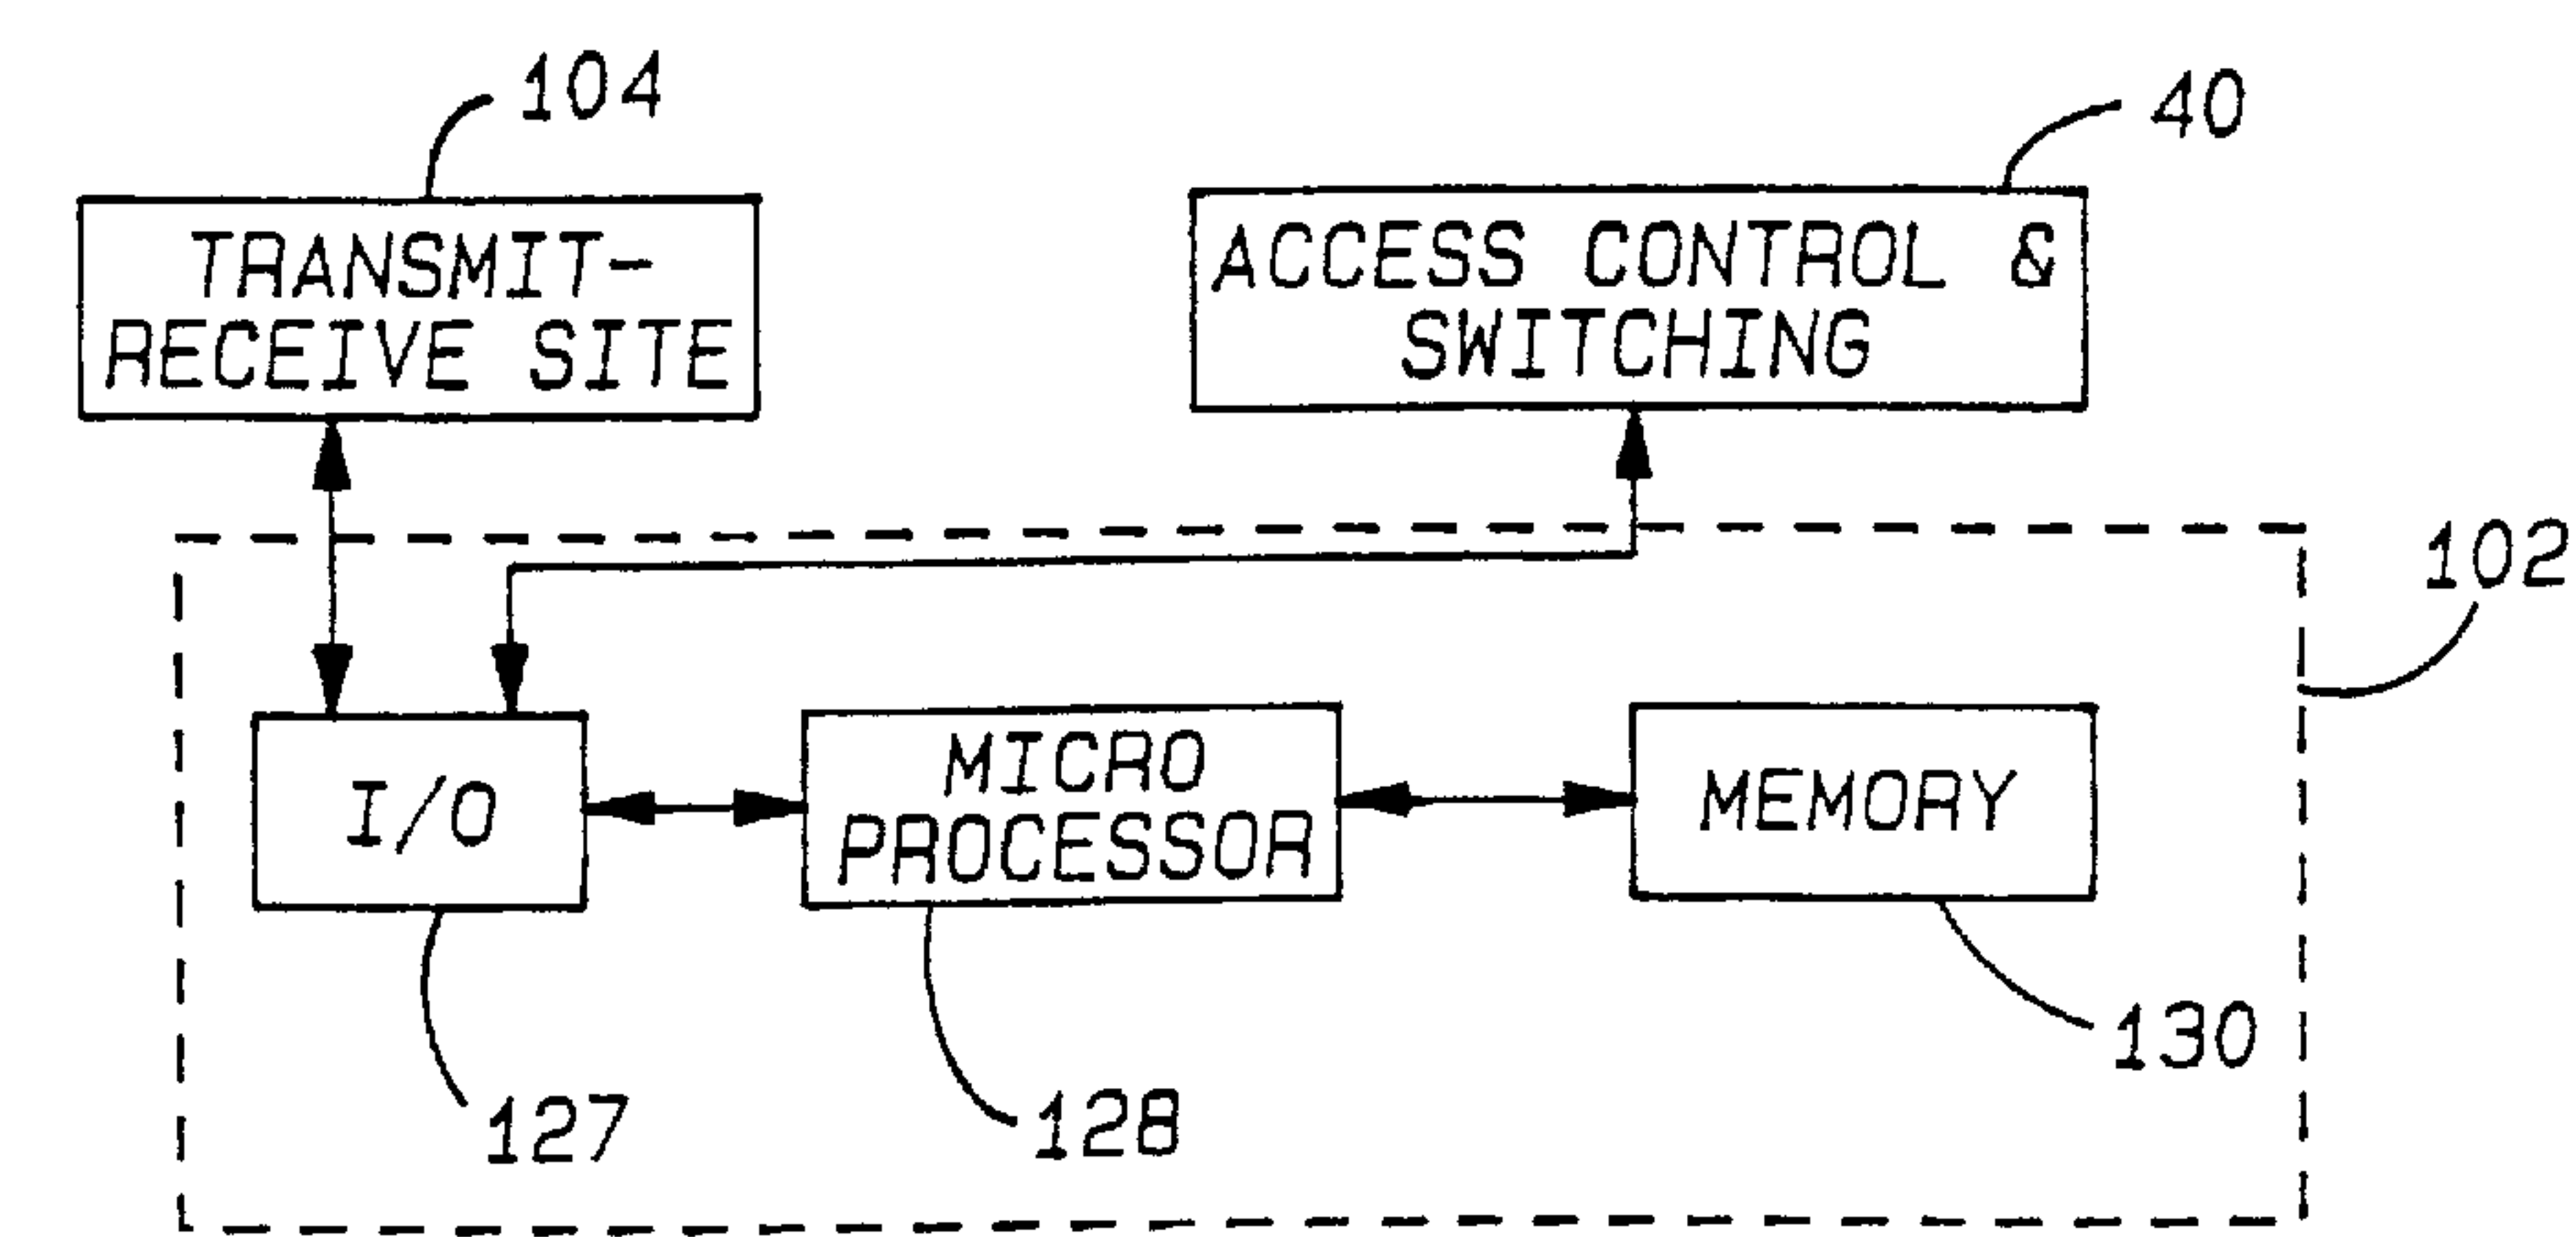 104
40
TRANSMIT-
RECEIVE SITE
ACCESS CONTROL &
SWITCHING
102
I/O
MICRO
PROCESSOR
MEMORY
127
128
130